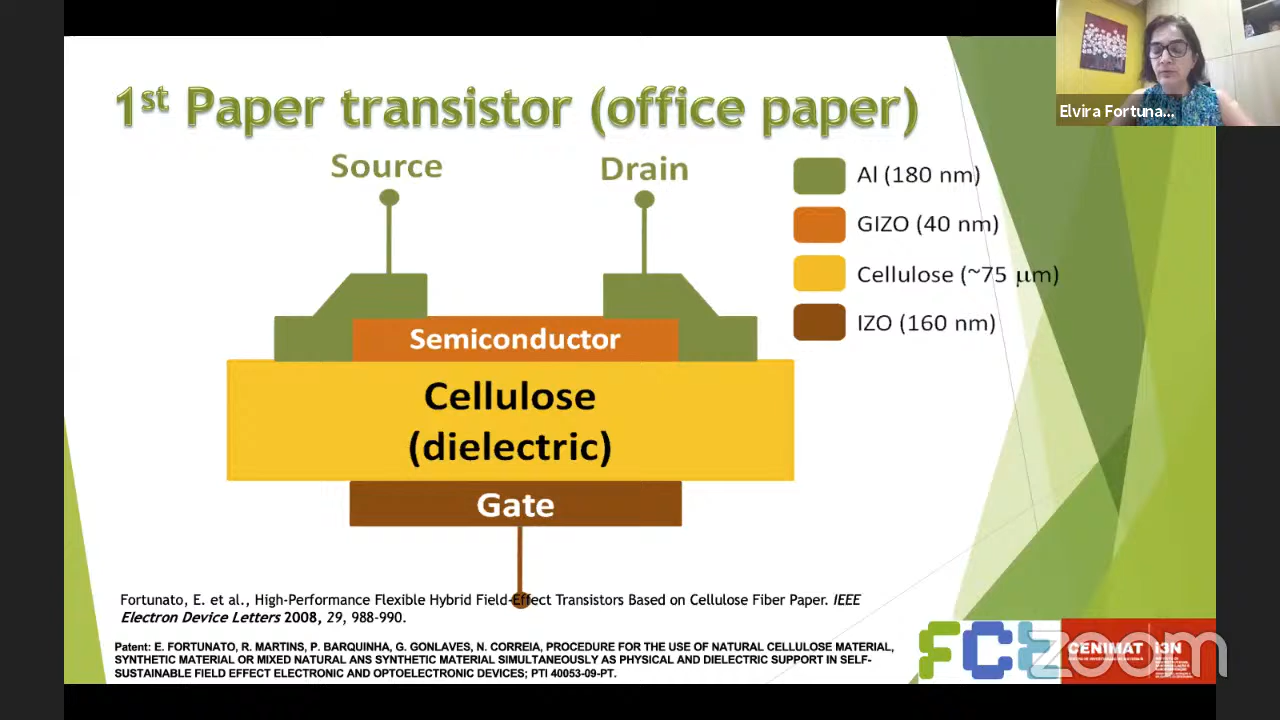 1st Paper transistor (office paper)
Elvira Fortuna...
Source
Drain
Al (180 nm)
GIZO (40 nm)
Cellulose (~75 μm)
IZO (160 nm)
Semiconductor
Cellulose
(dielectric)
Gate
Fortunato, E. et al., High-Performance Flexible Hybrid Field-Effect Transistors Based on Cellulose Fiber Paper. IEEE
Electron Device Letters 2008, 29, 988-990.
Patent: E. FORTUNATO, R. MARTINS, P. BARQUINHA, G. GONLAVES, N. CORREIA, PROCEDURE FOR THE USE OF NATURAL CELLULOSE MATERIAL,
SYNTHETIC MATERIAL OR MIXED NATURAL ANS SYNTHETIC MATERIAL SIMULTANEOUSLY AS PHYSICAL AND DIELECTRIC SUPPORT IN SELF-
SUSTAINABLE FIELD EFFECT ELECTRONIC AND OPTOELECTRONIC DEVICES; PTI 40053-09-PT.
zoom
CENIMAT I3N